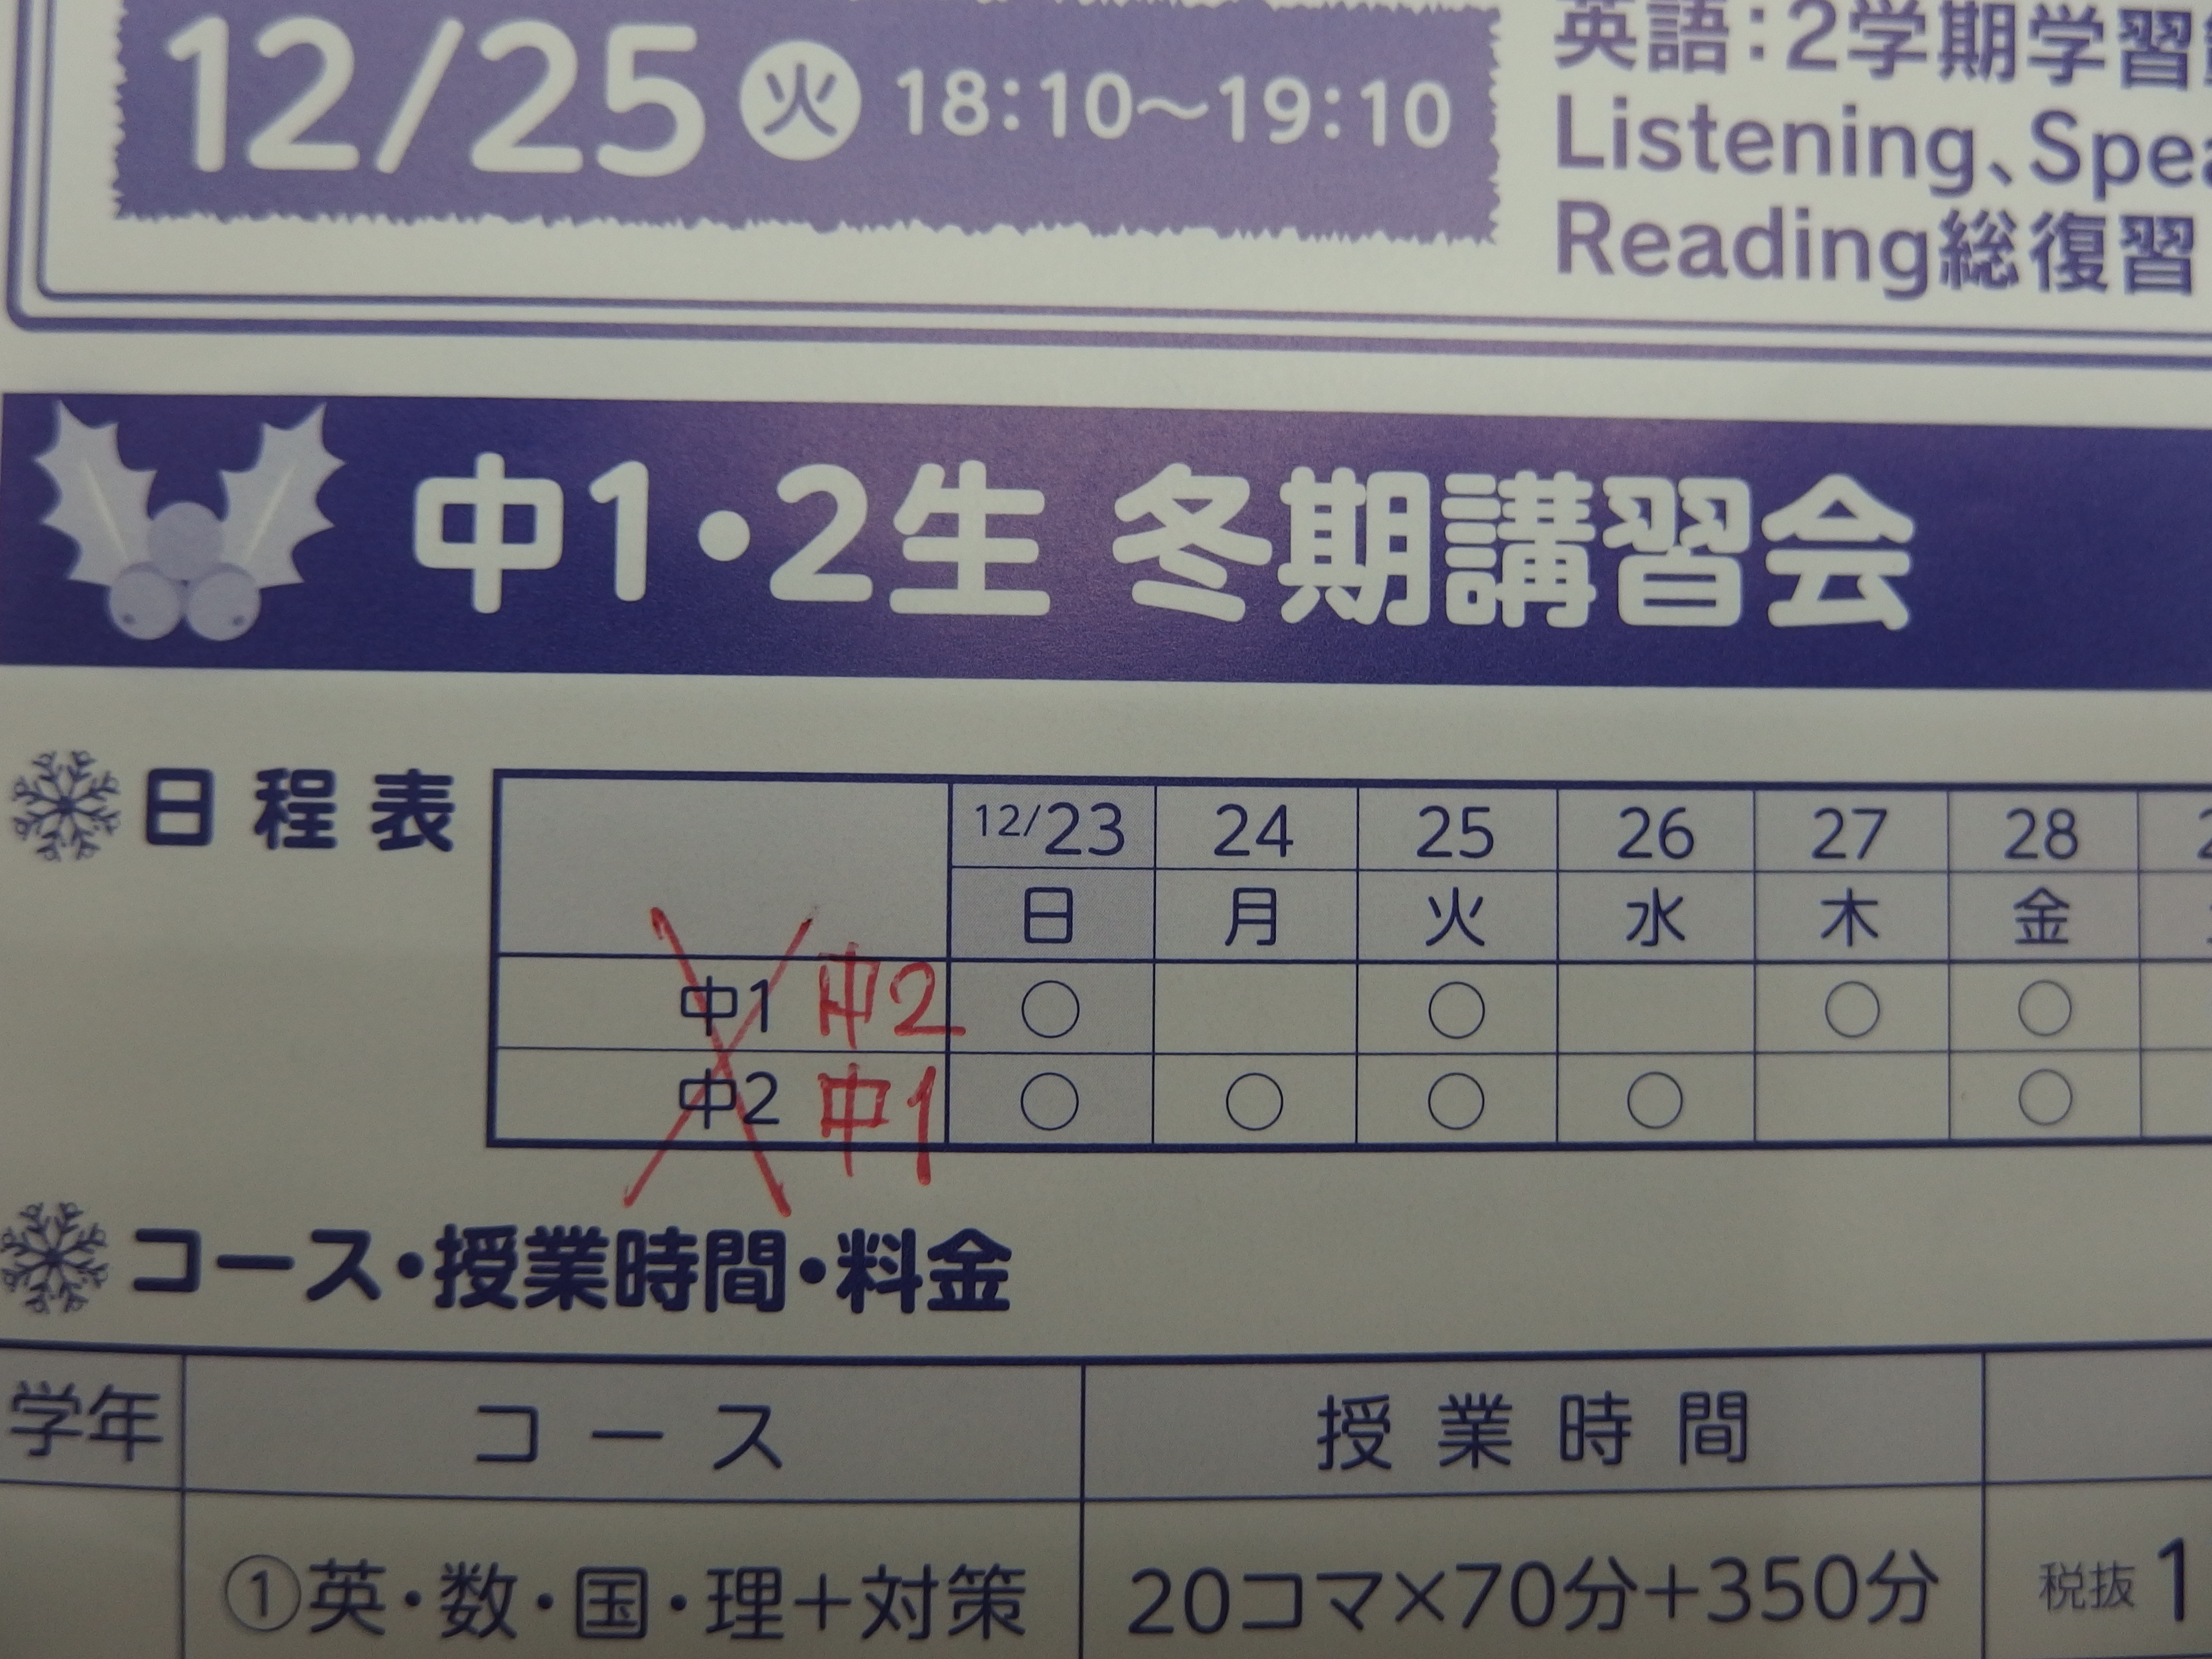 12/25 火 18:10～19:10
英語：2学期学習
Listening、Spea
Reading総復習
中1・2生 冬期講習会
日程表
12/23 24 25 26 27 28
日 月 火 水 木 金
中1 中2 ○ ○ ○ ○
中2 中1 ○ ○ ○ ○ ○
コース・授業時間・料金
学年 コース 授業時間
①英・数・国・理＋対策 20コマ×70分＋350分 税抜1